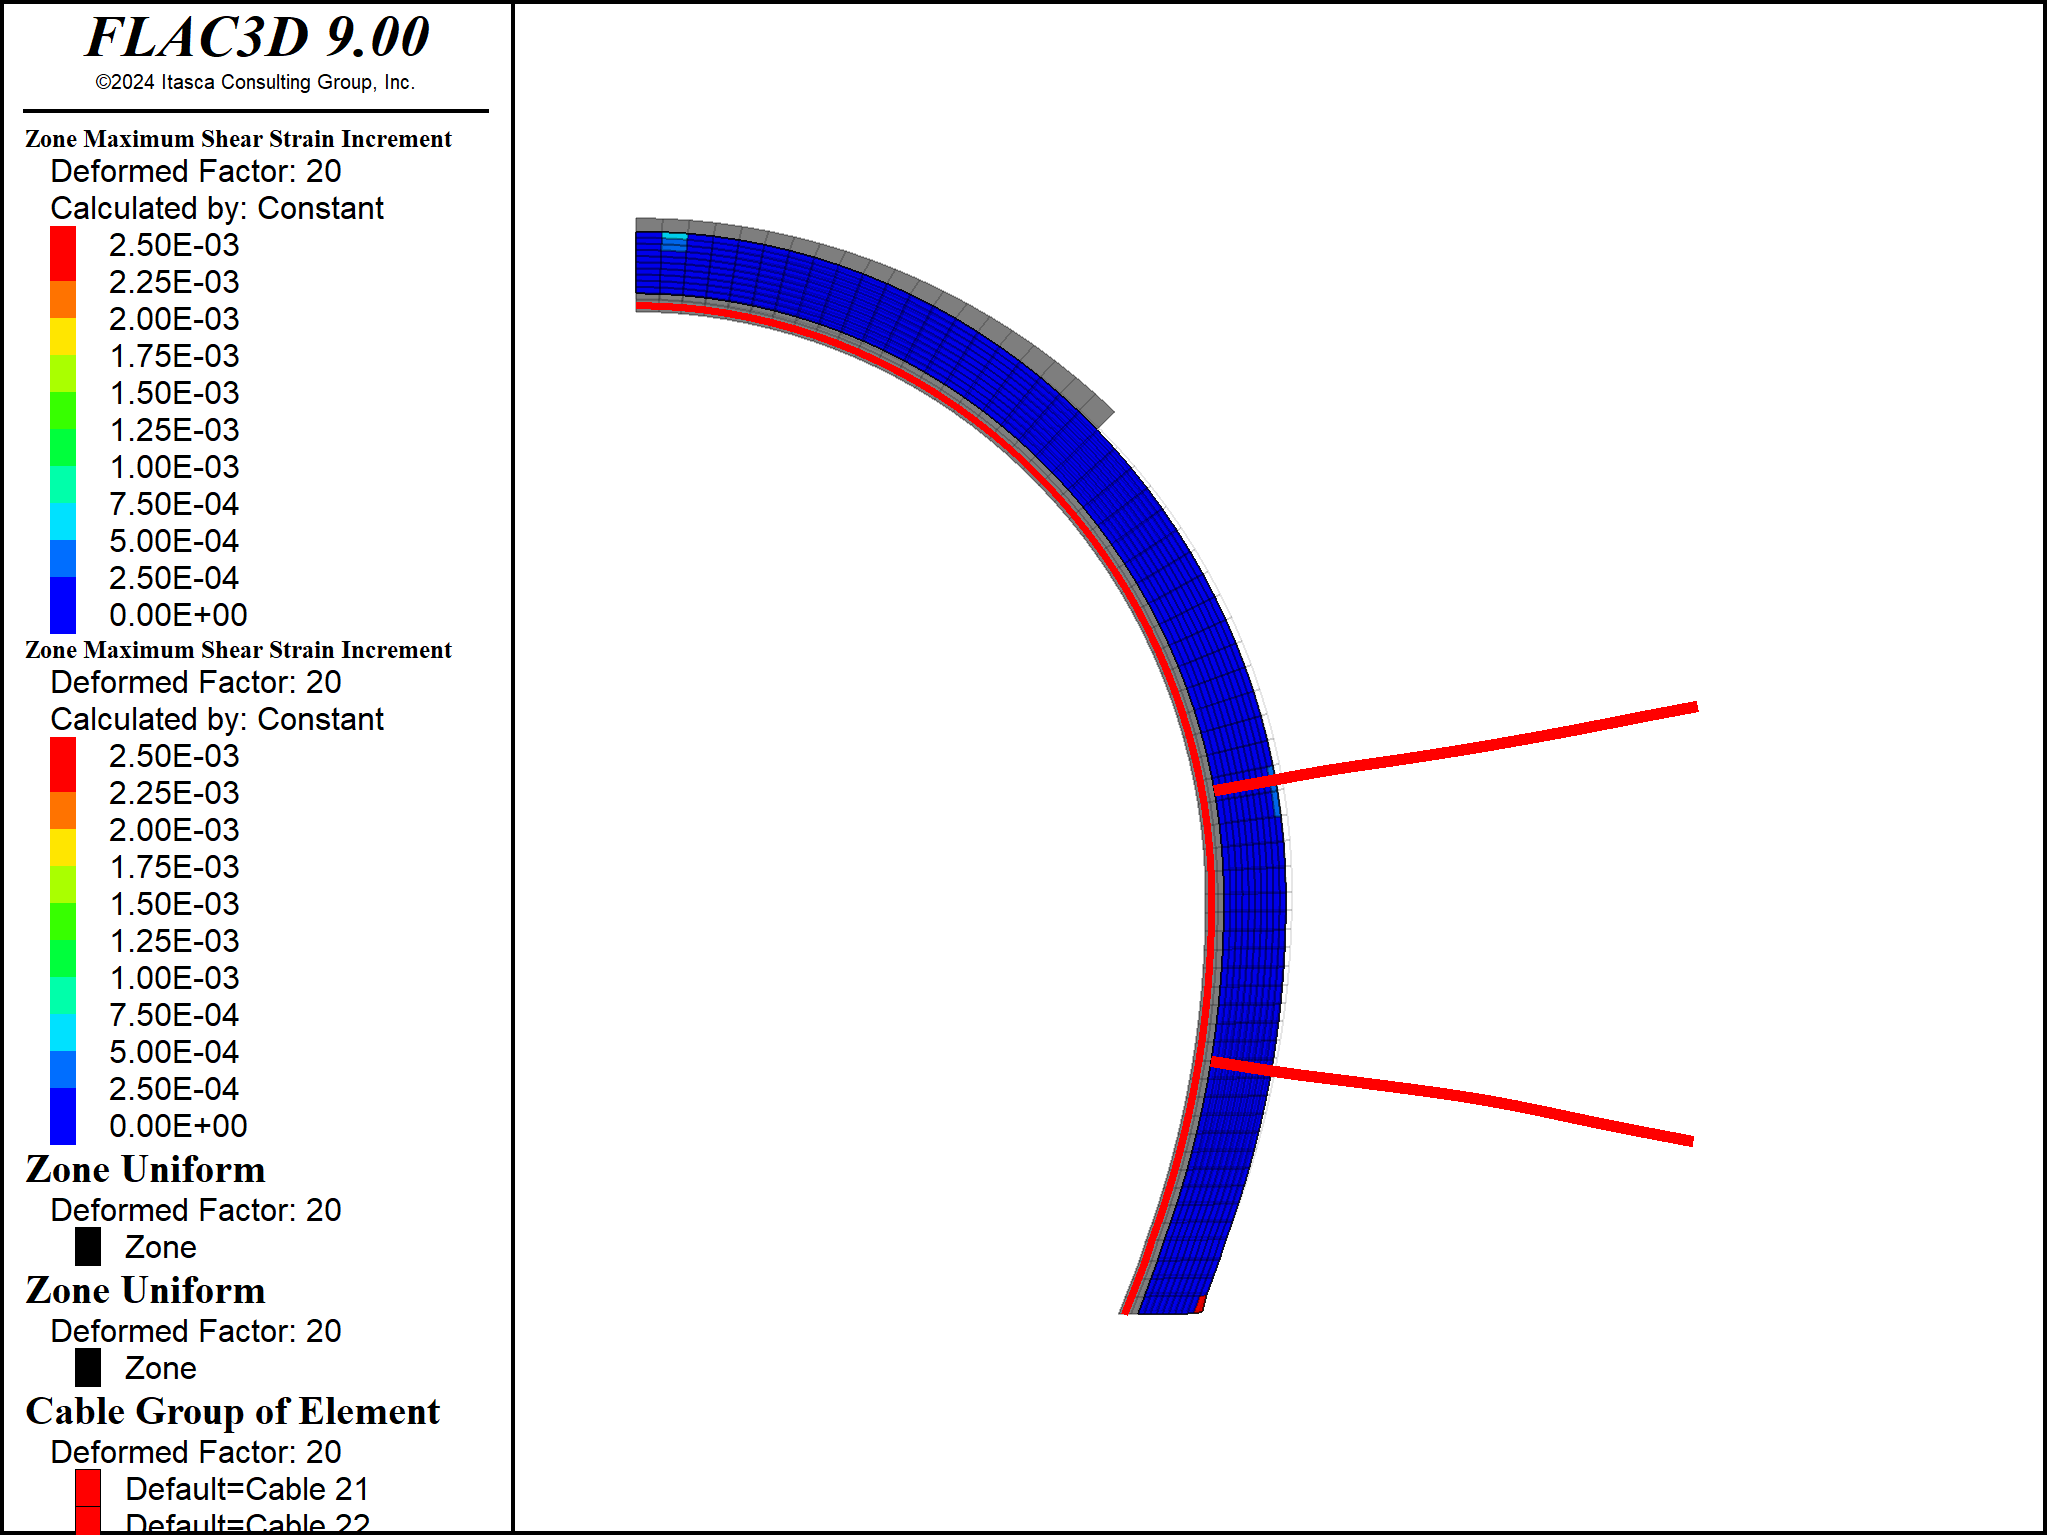 FLAC3D 9.00
©2024 Itasca Consulting Group, Inc.
Zone Maximum Shear Strain Increment
Deformed Factor: 20
Calculated by: Constant
2.50E-03
2.25E-03
2.00E-03
1.75E-03
1.50E-03
1.25E-03
1.00E-03
7.50E-04
5.00E-04
2.50E-04
0.00E+00
Zone Maximum Shear Strain Increment
Deformed Factor: 20
Calculated by: Constant
2.50E-03
2.25E-03
2.00E-03
1.75E-03
1.50E-03
1.25E-03
1.00E-03
7.50E-04
5.00E-04
2.50E-04
0.00E+00
Zone Uniform
Deformed Factor: 20
Zone
Zone Uniform
Deformed Factor: 20
Zone
Cable Group of Element
Deformed Factor: 20
Default=Cable 21
Default=Cable 22